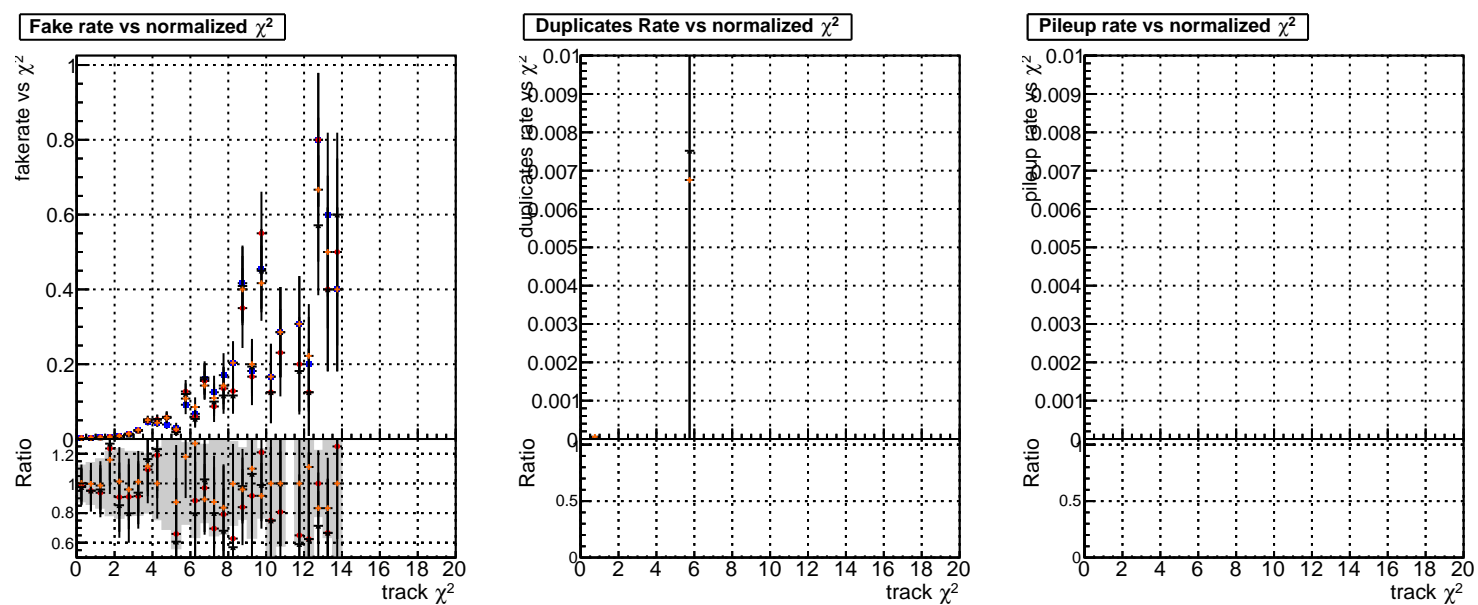 Fake rate vs normalized χ²
fakerate vs χ²
1
0.8
0.6
0.4
0.2
0
Ratio
1.2
1
0.8
0.6
0 2 4 6 8 10 12 14 16 18 20
track χ²
Duplicates Rate vs normalized χ²
duplicates rate vs χ²
0.01
0.009
0.008
0.007
0.006
0.005
0.004
0.003
0.002
0.001
0
Ratio
1
0.5
0
0 2 4 6 8 10 12 14 16 18 20
track χ²
Pileup rate vs normalized χ²
pileup rate vs χ²
0.01
0.009
0.008
0.007
0.006
0.005
0.004
0.003
0.002
0.001
0
Ratio
1
0.5
0
0 2 4 6 8 10 12 14 16 18 20
track χ²